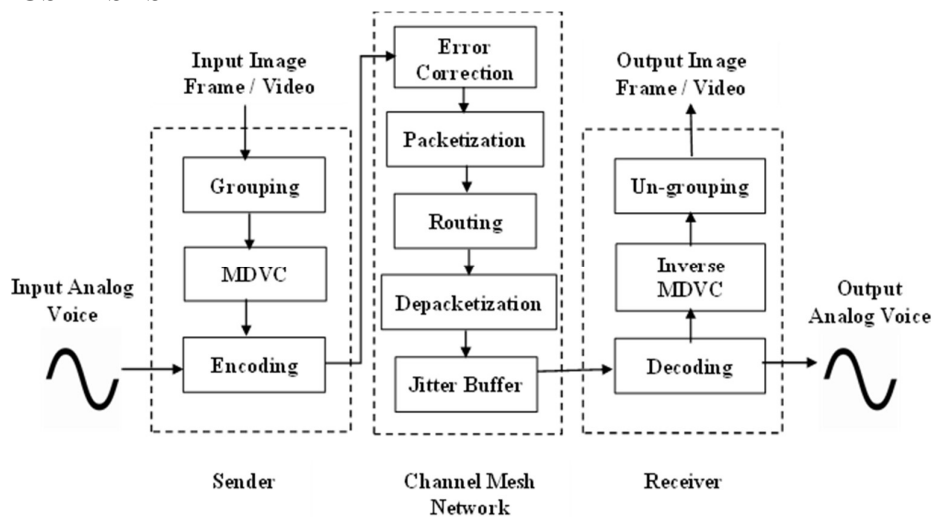 Input Image
Frame / Video
Grouping
MDVC
Input Analog
Voice
Encoding
Sender
Error
Correction
Packetization
Routing
Depacketization
Jitter Buffer
Channel Mesh
Network
Output Image
Frame / Video
Un-grouping
Inverse
MDVC
Decoding
Output
Analog Voice
Receiver